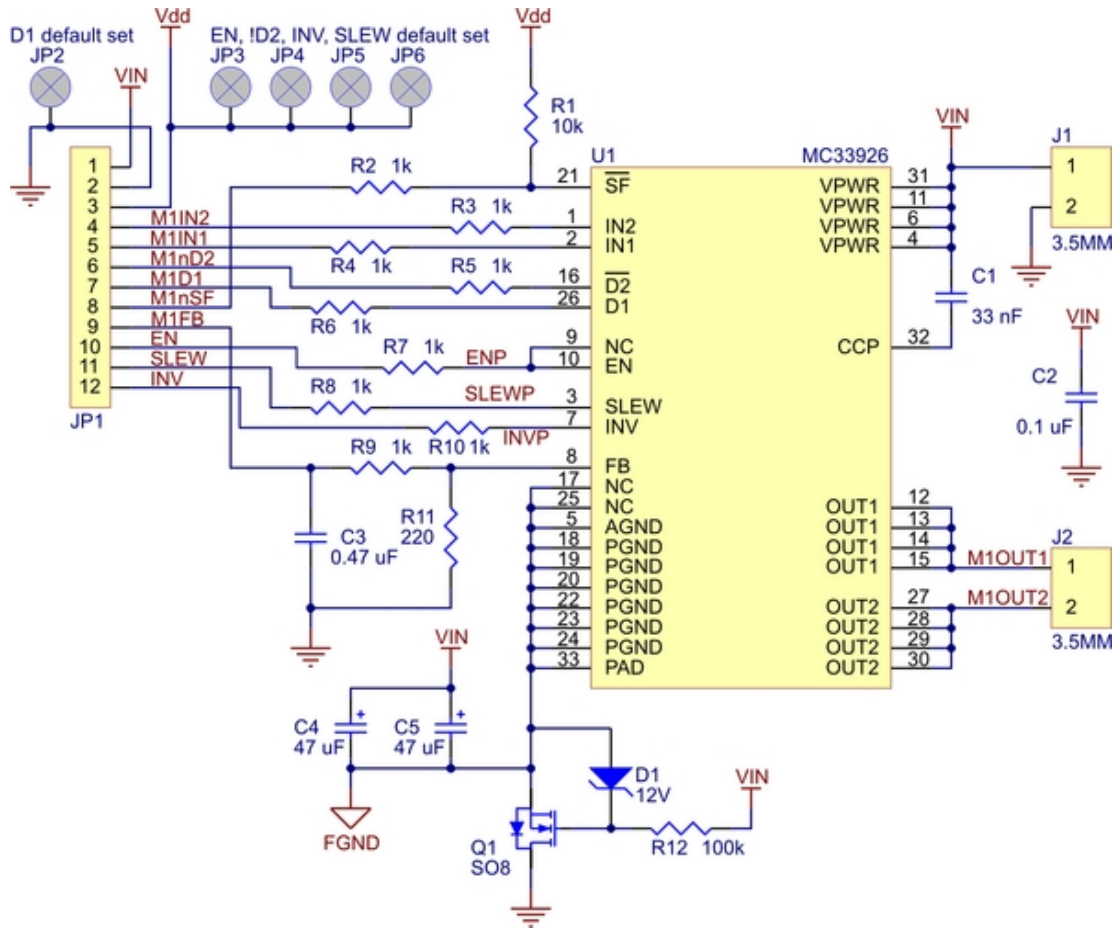 Vdd
Vdd
D1 default set
EN, !D2, INV, SLEW default set
JP2
JP3
JP4
JP5
JP6
VIN
R1
10k
VIN
J1
1
2
3.5MM
U1
MC33926
1
2
3
4
5
6
7
8
9
10
11
12
JP1
M1IN2
M1IN1
M1nD2
M1D1
M1nSF
M1FB
EN
SLEW
INV
R2 1k
R3 1k
R4 1k
R5 1k
R6 1k
R7 1k
ENP
R8 1k
SLEWP
R10 1k
INVP
R9 1k
R11
220
C3
0.47 uF
21 SF
1 IN2
2 IN1
16 D2
26 D1
9 NC
10 EN
3 SLEW
7 INV
8 FB
17 NC
25 NC
5 AGND
18 PGND
19 PGND
20 PGND
22 PGND
23 PGND
24 PGND
33 PAD
VPWR 31
VPWR 11
VPWR 6
VPWR 4
CCP 32
OUT1 12
OUT1 13
OUT1 14
OUT1 15
OUT2 27
OUT2 28
OUT2 29
OUT2 30
C1
33 nF
VIN
C2
0.1 uF
M1OUT1
M1OUT2
J2
1
2
3.5MM
VIN
C4
47 uF
+
C5
47 uF
+
FGND
D1
12V
VIN
Q1
SO8
R12 100k